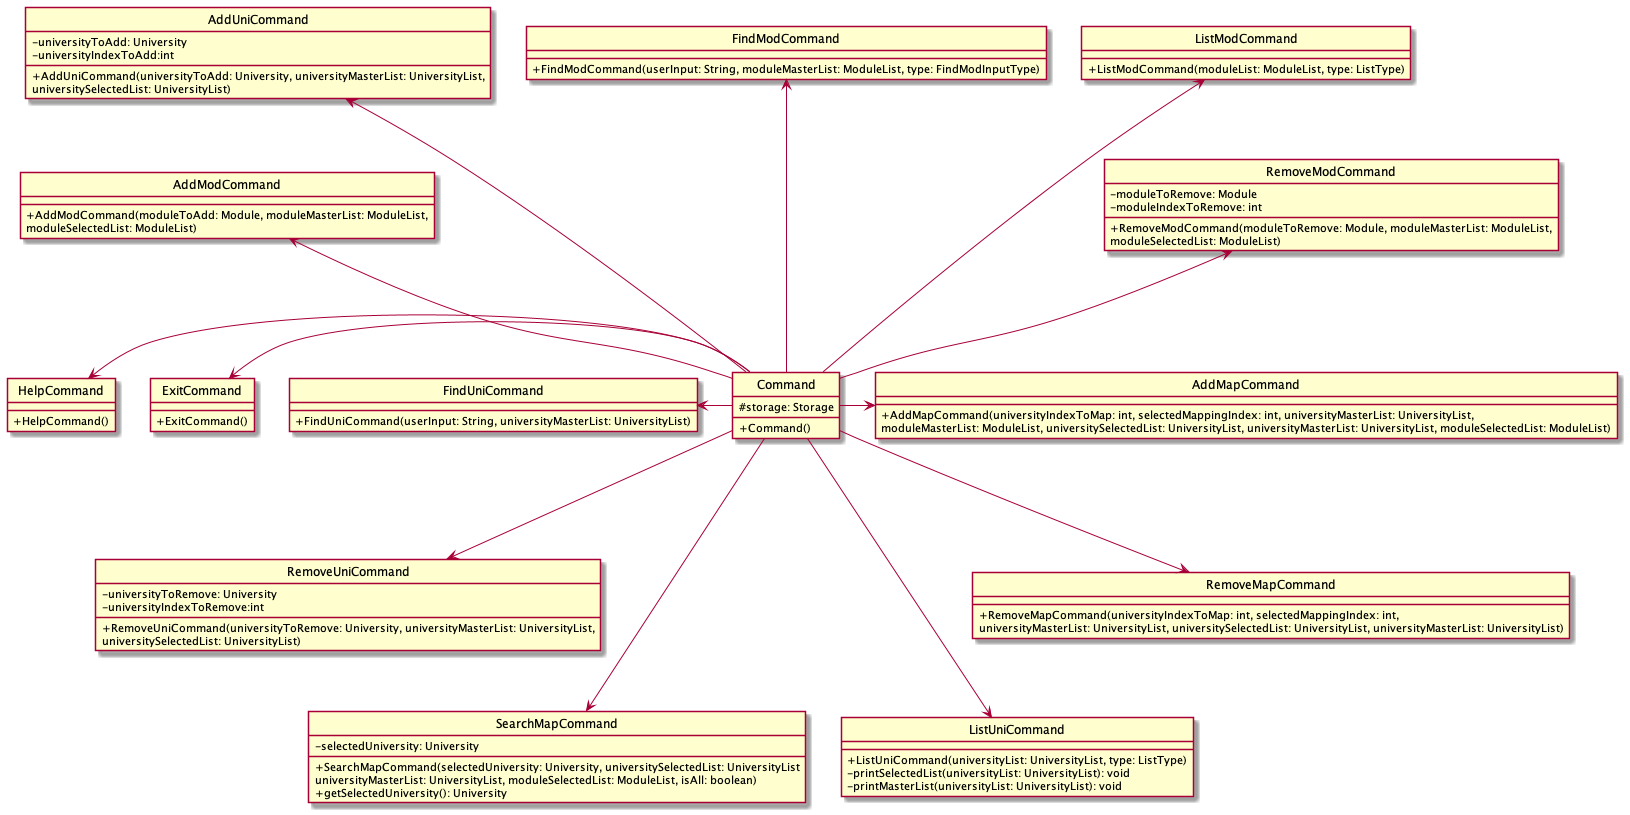 AddUniCommand
-universityToAdd: University
-universityIndexToAdd:int
+AddUniCommand(universityToAdd: University, universityMasterList: UniversityList,
universitySelectedList: UniversityList)
FindModCommand
+FindModCommand(userInput: String, moduleMasterList: ModuleList, type: FindModInputType)
ListModCommand
+ListModCommand(moduleList: ModuleList, type: ListType)
AddModCommand
+AddModCommand(moduleToAdd: Module, moduleMasterList: ModuleList,
moduleSelectedList: ModuleList)
RemoveModCommand
-moduleToRemove: Module
-moduleIndexToRemove: int
+RemoveModCommand(moduleToRemove: Module, moduleMasterList: ModuleList,
moduleSelectedList: ModuleList)
HelpCommand
+HelpCommand()
ExitCommand
+ExitCommand()
FindUniCommand
+FindUniCommand(userInput: String, universityMasterList: UniversityList)
Command
#storage: Storage
+Command()
AddMapCommand
+AddMapCommand(universityIndexToMap: int, selectedMappingIndex: int, universityMasterList: UniversityList,
moduleMasterList: ModuleList, universitySelectedList: UniversityList, universityMasterList: UniversityList, moduleSelectedList: ModuleList)
RemoveUniCommand
-universityToRemove: University
-universityIndexToRemove:int
+RemoveUniCommand(universityToRemove: University, universityMasterList: UniversityList,
universitySelectedList: UniversityList)
RemoveMapCommand
+RemoveMapCommand(universityIndexToMap: int, selectedMappingIndex: int,
universityMasterList: UniversityList, universitySelectedList: UniversityList, universityMasterList: UniversityList)
SearchMapCommand
-selectedUniversity: University
+SearchMapCommand(selectedUniversity: University, universitySelectedList: UniversityList
universityMasterList: UniversityList, moduleSelectedList: ModuleList, isAll: boolean)
+getSelectedUniversity(): University
ListUniCommand
+ListUniCommand(universityList: UniversityList, type: ListType)
-printSelectedList(universityList: UniversityList): void
-printMasterList(universityList: UniversityList): void